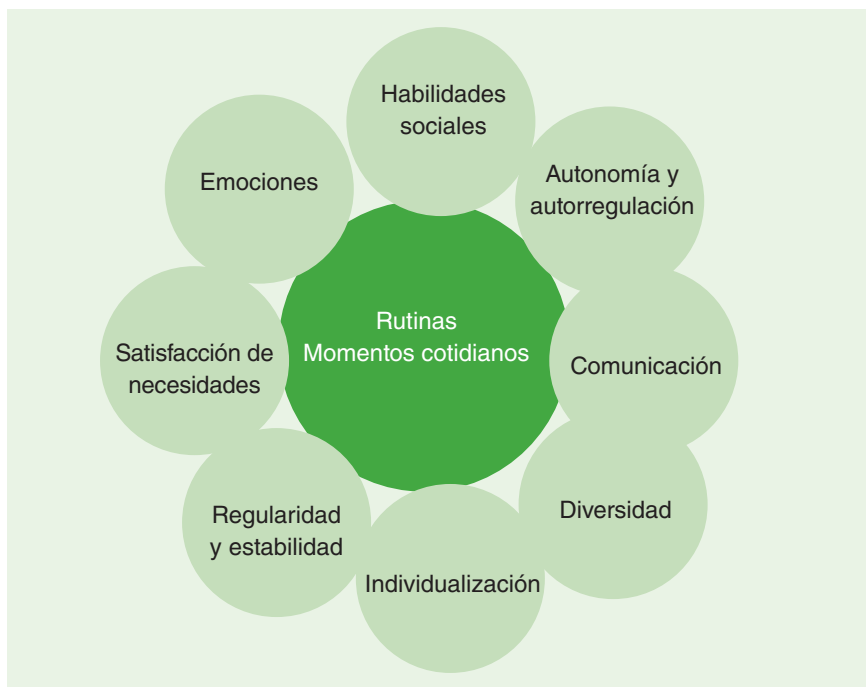 Habilidades
sociales
Autonomía y
autorregulación
Emociones
Rutinas
Momentos cotidianos
Satisfacción de
necesidades
Comunicación
Diversidad
Regularidad
y estabilidad
Individualización